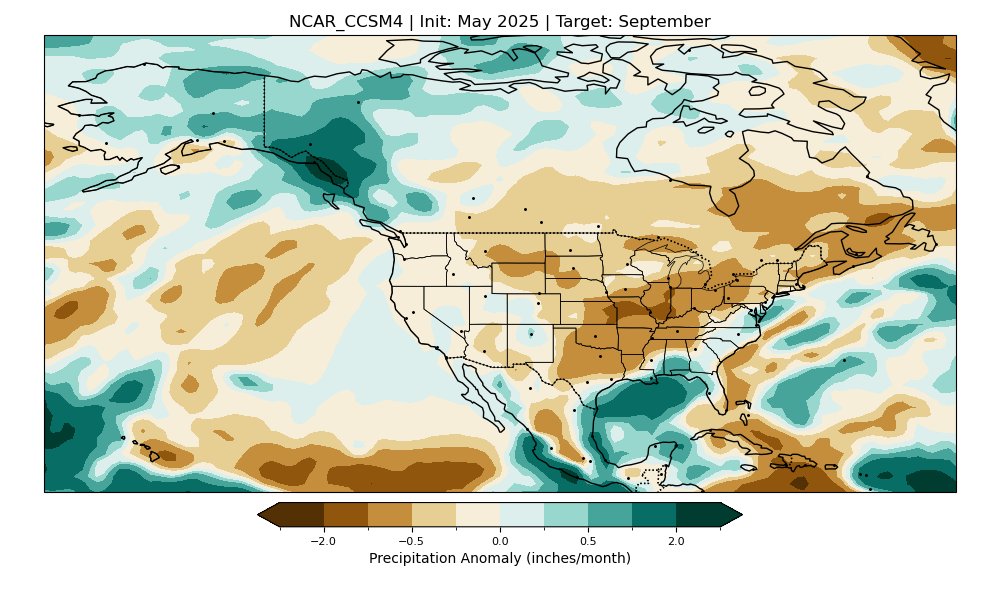 NCAR_CCSM4 | Init: May 2025 | Target: September
−2.0 −0.5 0.0 0.5 2.0
Precipitation Anomaly (inches/month)